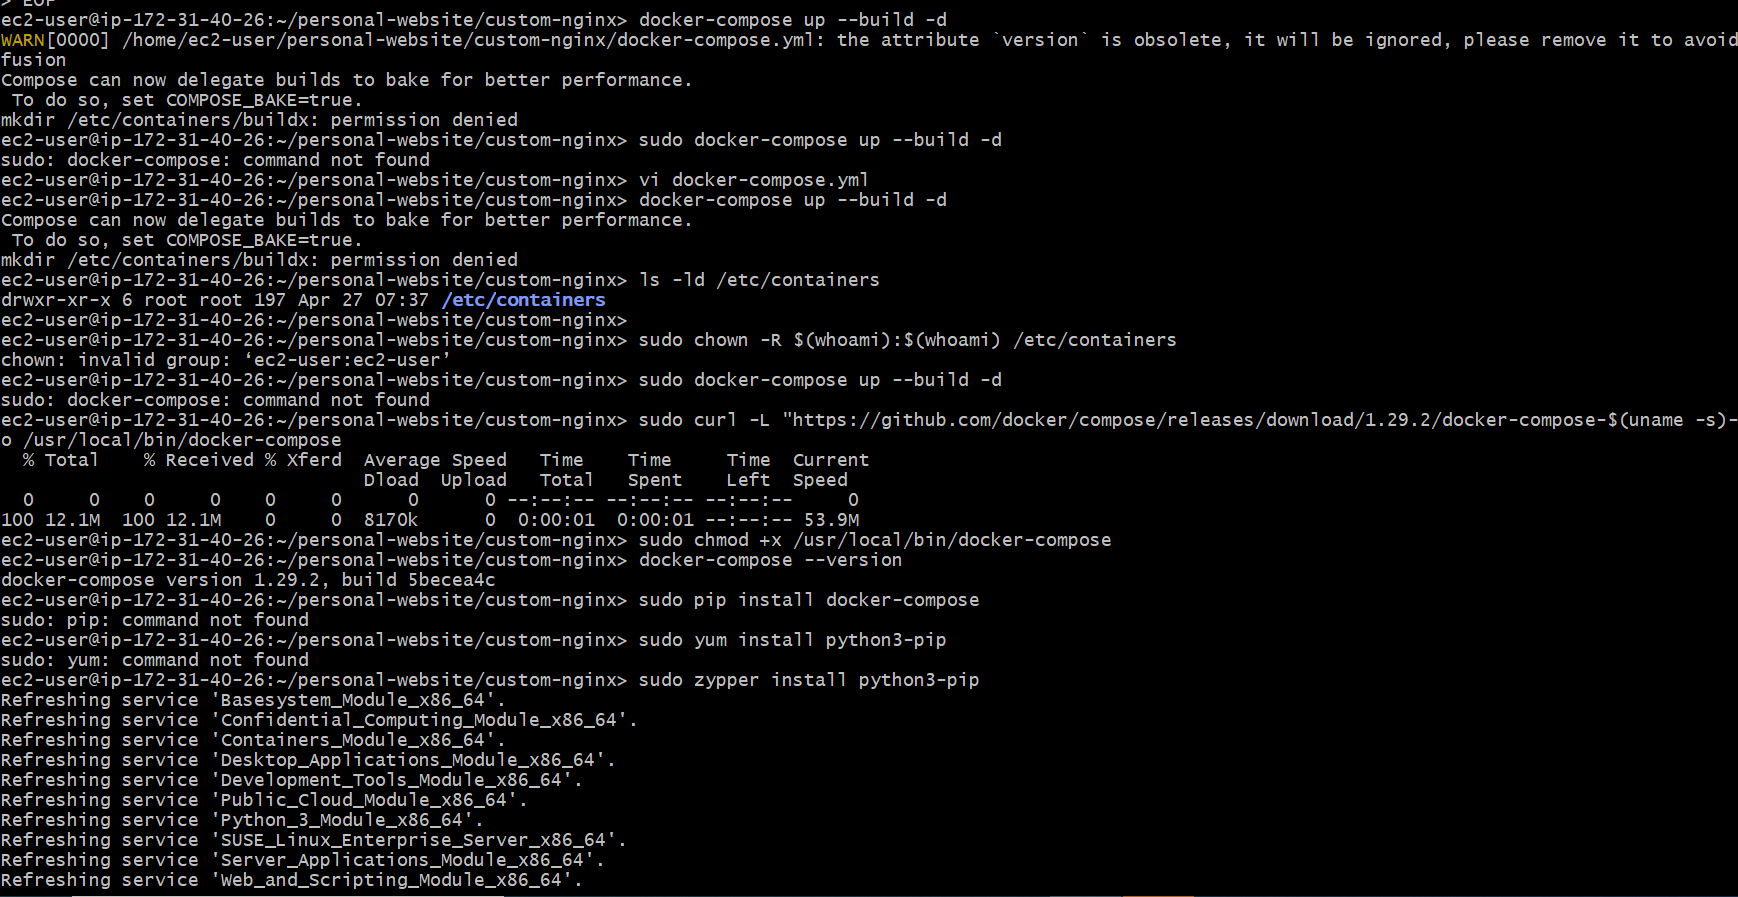 > EOF
ec2-user@ip-172-31-40-26:~/personal-website/custom-nginx> docker-compose up --build -d
WARN[0000] /home/ec2-user/personal-website/custom-nginx/docker-compose.yml: the attribute `version` is obsolete, it will be ignored, please remove it to avoid
fusion
Compose can now delegate builds to bake for better performance.
 To do so, set COMPOSE_BAKE=true.
mkdir /etc/containers/buildx: permission denied
ec2-user@ip-172-31-40-26:~/personal-website/custom-nginx> sudo docker-compose up --build -d
sudo: docker-compose: command not found
ec2-user@ip-172-31-40-26:~/personal-website/custom-nginx> vi docker-compose.yml
ec2-user@ip-172-31-40-26:~/personal-website/custom-nginx> docker-compose up --build -d
Compose can now delegate builds to bake for better performance.
 To do so, set COMPOSE_BAKE=true.
mkdir /etc/containers/buildx: permission denied
ec2-user@ip-172-31-40-26:~/personal-website/custom-nginx> ls -ld /etc/containers
drwxr-xr-x 6 root root 197 Apr 27 07:37 /etc/containers
ec2-user@ip-172-31-40-26:~/personal-website/custom-nginx>
ec2-user@ip-172-31-40-26:~/personal-website/custom-nginx> sudo chown -R $(whoami):$(whoami) /etc/containers
chown: invalid group: ‘ec2-user:ec2-user’
ec2-user@ip-172-31-40-26:~/personal-website/custom-nginx> sudo docker-compose up --build -d
sudo: docker-compose: command not found
ec2-user@ip-172-31-40-26:~/personal-website/custom-nginx> sudo curl -L "https://github.com/docker/compose/releases/download/1.29.2/docker-compose-$(uname -s)-
o /usr/local/bin/docker-compose
  % Total    % Received % Xferd  Average Speed   Time    Time     Time  Current
                                 Dload  Upload   Total   Spent    Left  Speed
  0     0    0     0    0     0      0      0 --:--:-- --:--:-- --:--:--     0
100 12.1M  100 12.1M    0     0  8170k      0  0:00:01  0:00:01 --:--:-- 53.9M
ec2-user@ip-172-31-40-26:~/personal-website/custom-nginx> sudo chmod +x /usr/local/bin/docker-compose
ec2-user@ip-172-31-40-26:~/personal-website/custom-nginx> docker-compose --version
docker-compose version 1.29.2, build 5becea4c
ec2-user@ip-172-31-40-26:~/personal-website/custom-nginx> sudo pip install docker-compose
sudo: pip: command not found
ec2-user@ip-172-31-40-26:~/personal-website/custom-nginx> sudo yum install python3-pip
sudo: yum: command not found
ec2-user@ip-172-31-40-26:~/personal-website/custom-nginx> sudo zypper install python3-pip
Refreshing service 'Basesystem_Module_x86_64'.
Refreshing service 'Confidential_Computing_Module_x86_64'.
Refreshing service 'Containers_Module_x86_64'.
Refreshing service 'Desktop_Applications_Module_x86_64'.
Refreshing service 'Development_Tools_Module_x86_64'.
Refreshing service 'Public_Cloud_Module_x86_64'.
Refreshing service 'Python_3_Module_x86_64'.
Refreshing service 'SUSE_Linux_Enterprise_Server_x86_64'.
Refreshing service 'Server_Applications_Module_x86_64'.
Refreshing service 'Web_and_Scripting_Module_x86_64'.